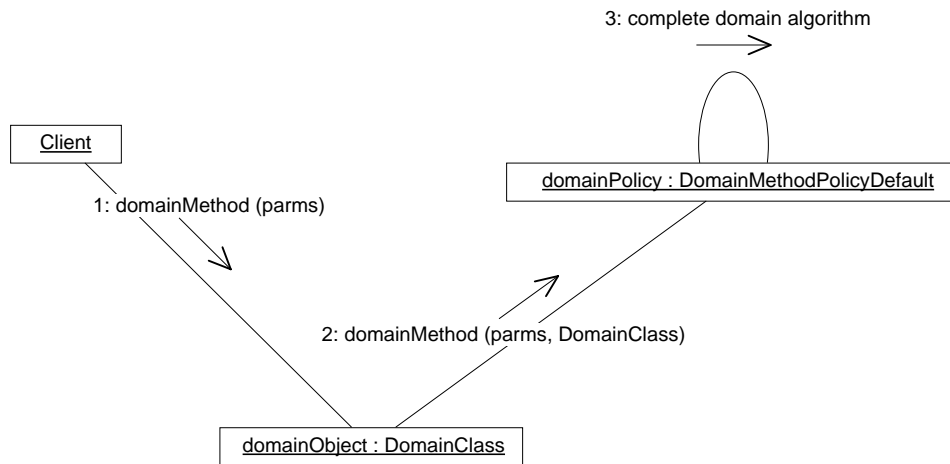 3: complete domain algorithm
Client
domainPolicy : DomainMethodPolicyDefault
1: domainMethod (parms)
2: domainMethod (parms, DomainClass)
domainObject : DomainClass